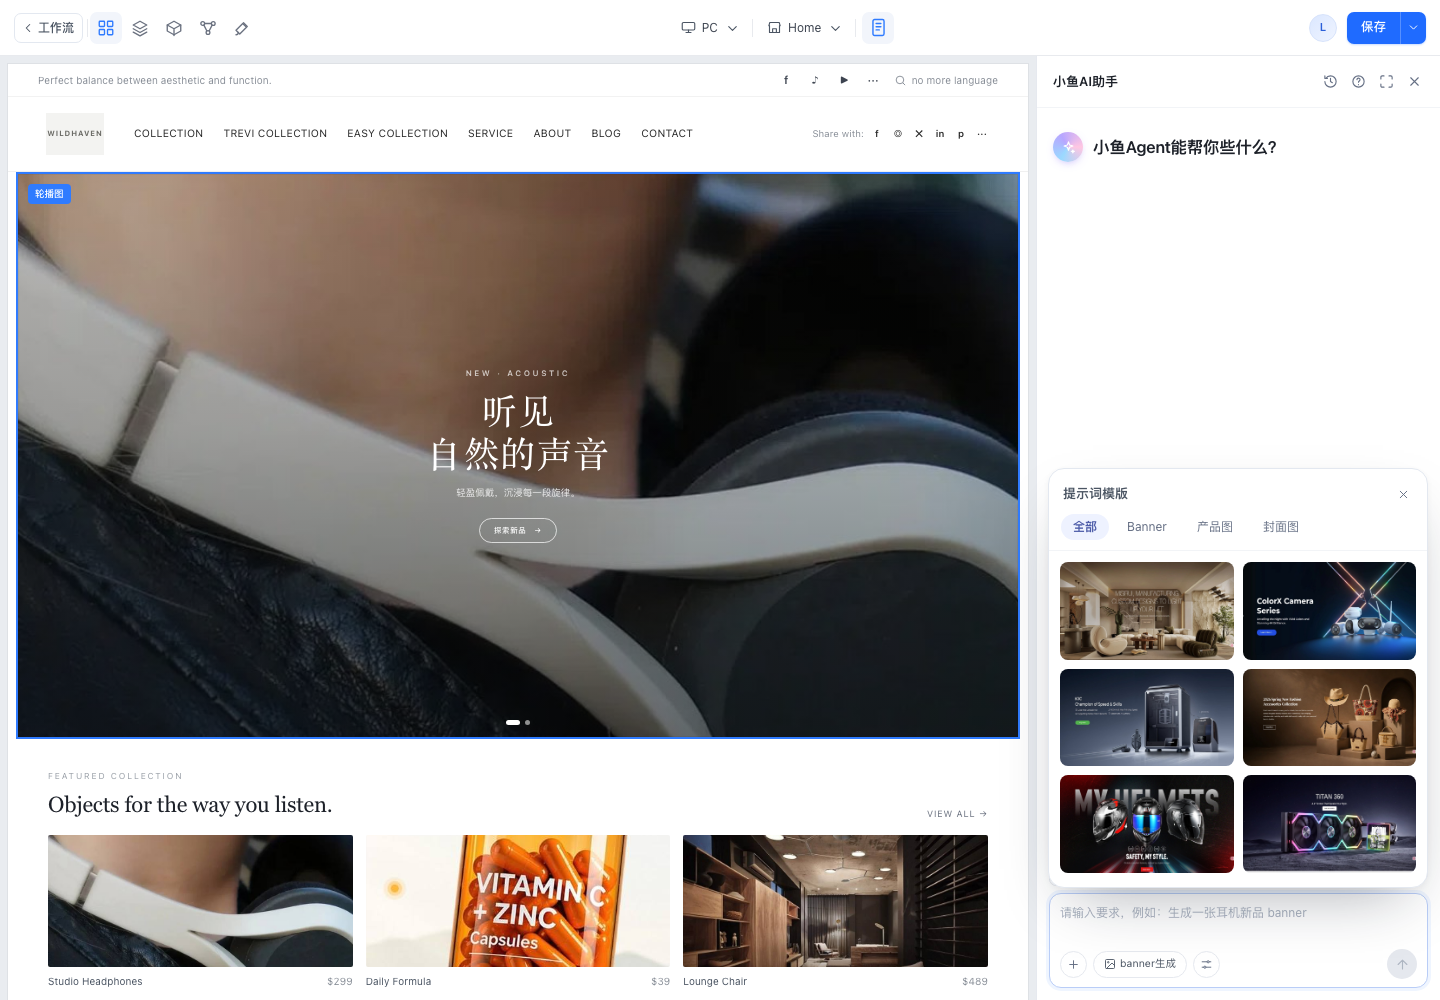 工作流
PC
Home
L
保存
Perfect balance between aesthetic and function.
no more language
WILDHAVEN
COLLECTION
TREVI COLLECTION
EASY COLLECTION
SERVICE
ABOUT
BLOG
CONTACT
Share with:
轮播图
NEW · ACOUSTIC
听见
自然的声音
轻盈佩戴，沉浸每一段旋律。
探索新品 →
FEATURED COLLECTION
Objects for the way you listen.
VIEW ALL →
VITAMIN C
+ ZINC
Capsules
Studio Headphones
$299
Daily Formula
$39
Lounge Chair
$489
小鱼AI助手
小鱼Agent能帮你些什么？
提示词模版
全部
Banner
产品图
封面图
ColorX Camera
Series
Champion of Speed & Skills
MY HELMETS
SAFETY, MY STYLE.
TITAN 360
请输入要求，例如：生成一张耳机新品 banner
banner生成